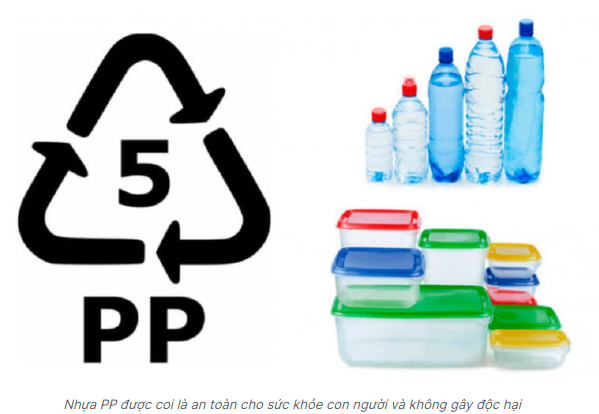 5
PP
Nhựa PP được coi là an toàn cho sức khỏe con người và không gây độc hại